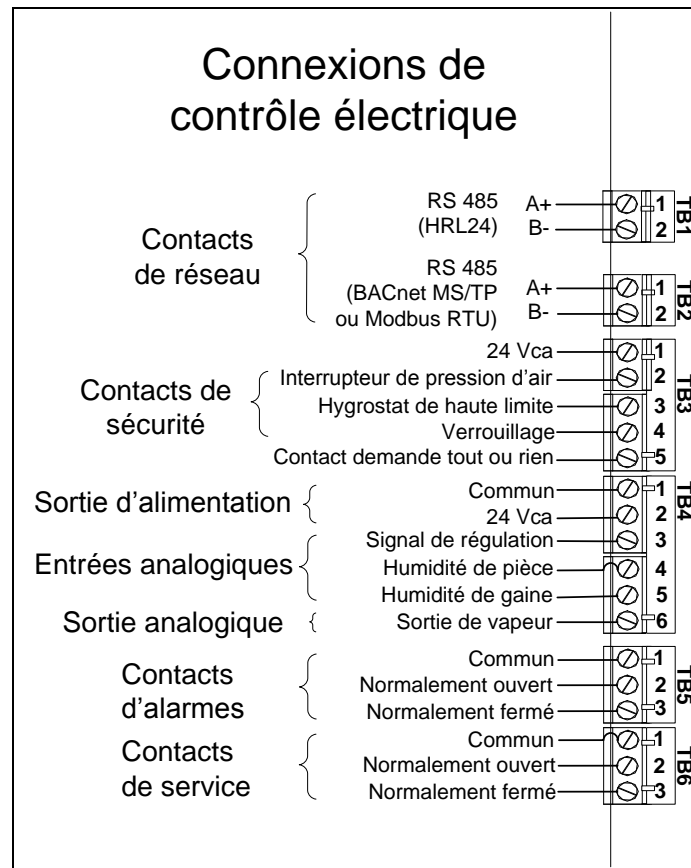 Connexions de
contrôle électrique
Contacts
de réseau
RS 485
(HRL24)
A+
B-
1
2
TB1
RS 485
(BACnet MS/TP
ou Modbus RTU)
A+
B-
1
2
TB2
Contacts de
sécurité
24 Vca
1
Interrupteur de pression d'air
2
Hygrostat de haute limite
3
Verrouillage
4
Contact demande tout ou rien
5
TB3
Sortie d'alimentation
Commun
1
24 Vca
2
Entrées analogiques
Signal de régulation
3
Humidité de pièce
4
Humidité de gaine
5
Sortie analogique
Sortie de vapeur
6
TB4
Contacts
d'alarmes
Commun
1
Normalement ouvert
2
Normalement fermé
3
TB5
Contacts
de service
Commun
1
Normalement ouvert
2
Normalement fermé
3
TB6